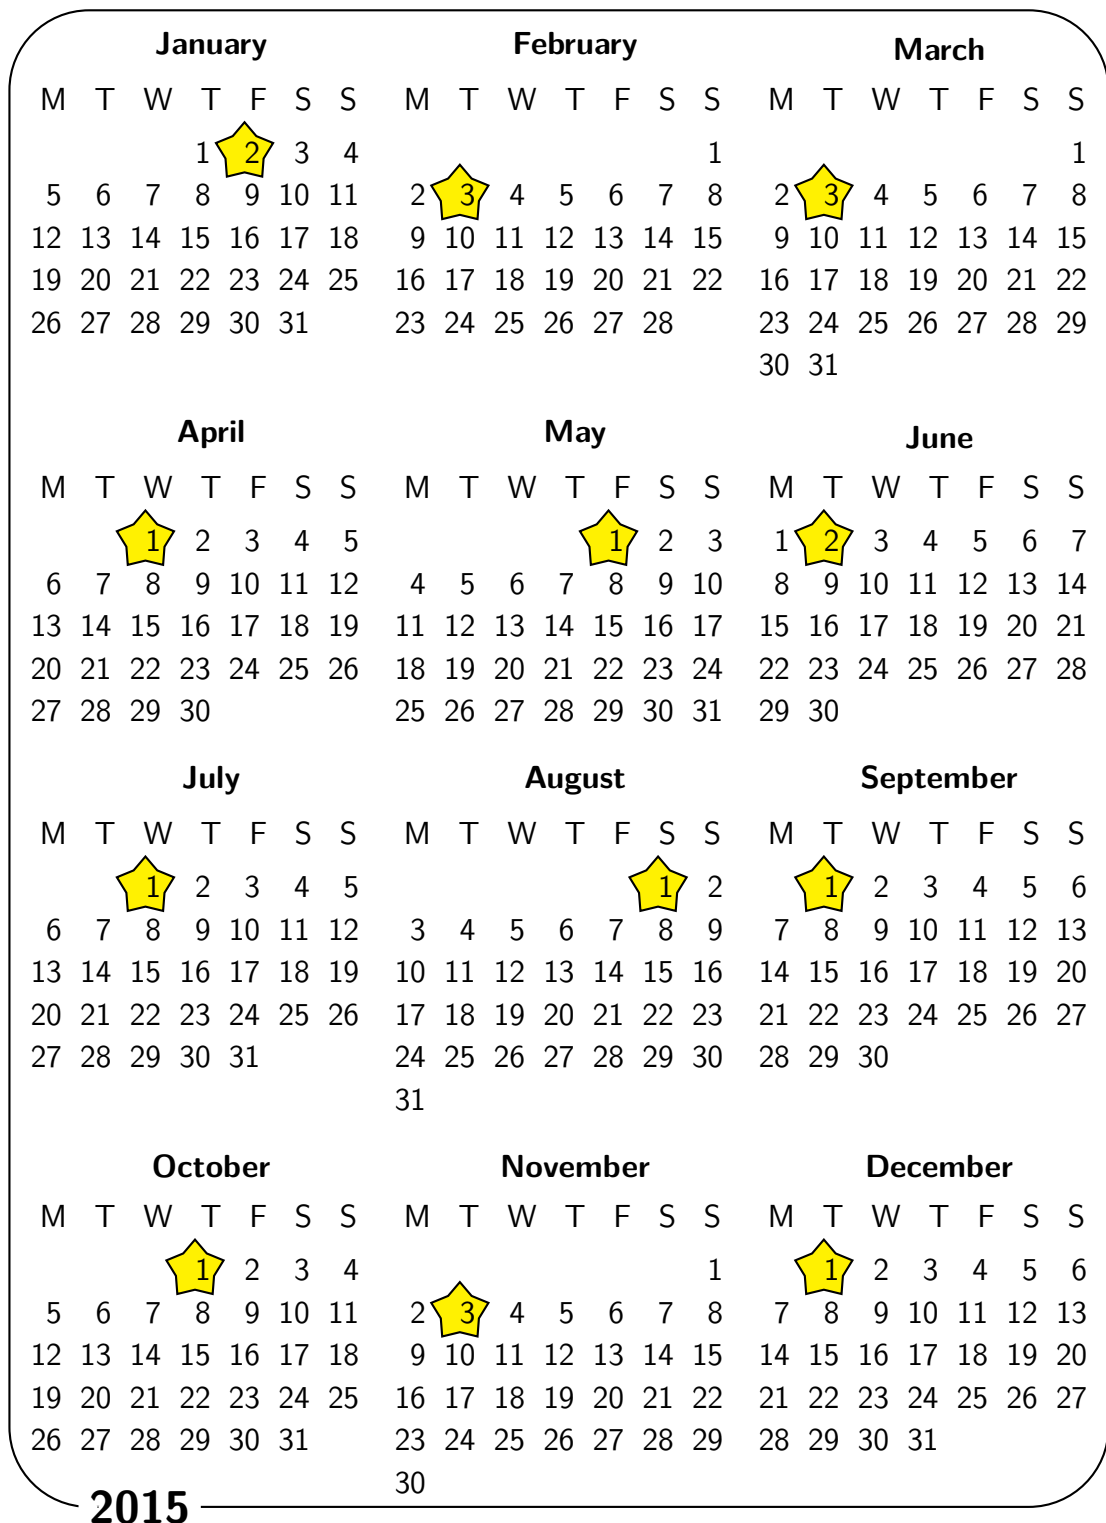 January
M T W T F S S
1 2 3 4
5 6 7 8 9 10 11
12 13 14 15 16 17 18
19 20 21 22 23 24 25
26 27 28 29 30 31
February
M T W T F S S
1
2 3 4 5 6 7 8
9 10 11 12 13 14 15
16 17 18 19 20 21 22
23 24 25 26 27 28
March
M T W T F S S
1
2 3 4 5 6 7 8
9 10 11 12 13 14 15
16 17 18 19 20 21 22
23 24 25 26 27 28 29
30 31
April
M T W T F S S
1 2 3 4 5
6 7 8 9 10 11 12
13 14 15 16 17 18 19
20 21 22 23 24 25 26
27 28 29 30
May
M T W T F S S
1 2 3
4 5 6 7 8 9 10
11 12 13 14 15 16 17
18 19 20 21 22 23 24
25 26 27 28 29 30 31
June
M T W T F S S
1 2 3 4 5 6 7
8 9 10 11 12 13 14
15 16 17 18 19 20 21
22 23 24 25 26 27 28
29 30
July
M T W T F S S
1 2 3 4 5
6 7 8 9 10 11 12
13 14 15 16 17 18 19
20 21 22 23 24 25 26
27 28 29 30 31
August
M T W T F S S
1 2
3 4 5 6 7 8 9
10 11 12 13 14 15 16
17 18 19 20 21 22 23
24 25 26 27 28 29 30
31
September
M T W T F S S
1 2 3 4 5 6
7 8 9 10 11 12 13
14 15 16 17 18 19 20
21 22 23 24 25 26 27
28 29 30
October
M T W T F S S
1 2 3 4
5 6 7 8 9 10 11
12 13 14 15 16 17 18
19 20 21 22 23 24 25
26 27 28 29 30 31
November
M T W T F S S
1
2 3 4 5 6 7 8
9 10 11 12 13 14 15
16 17 18 19 20 21 22
23 24 25 26 27 28 29
30
December
M T W T F S S
1 2 3 4 5 6
7 8 9 10 11 12 13
14 15 16 17 18 19 20
21 22 23 24 25 26 27
28 29 30 31
2015